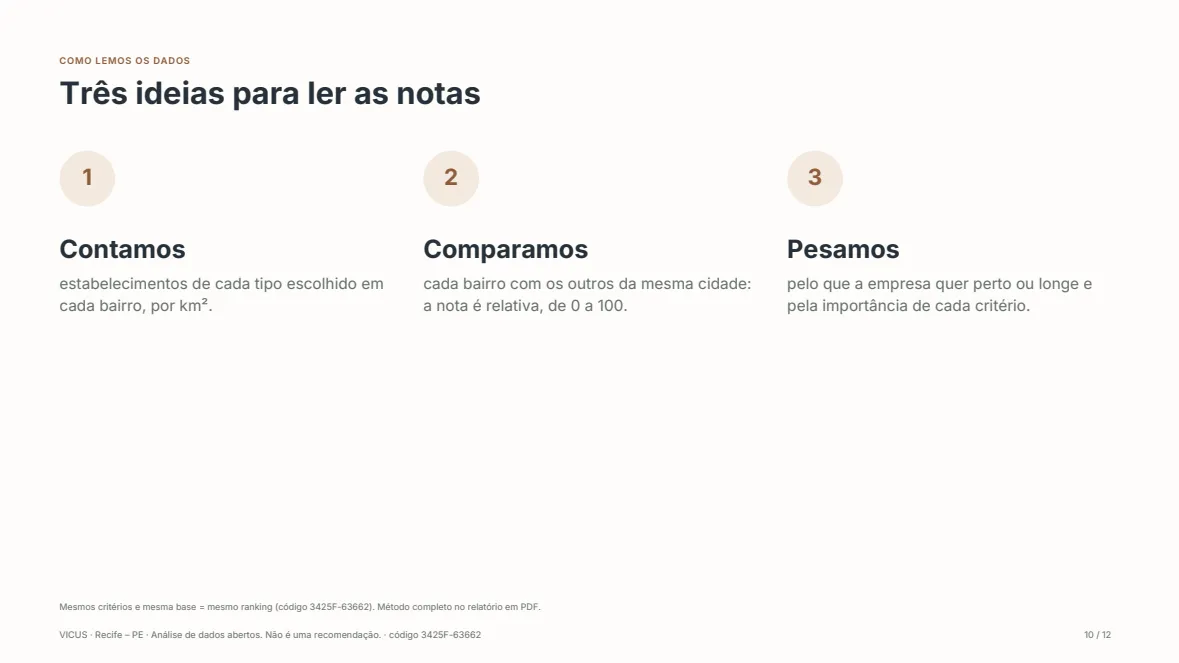 COMO LEMOS OS DADOS
Três ideias para ler as notas
1
Contamos
estabelecimentos de cada tipo escolhido em
cada bairro, por km².
2
Comparamos
cada bairro com os outros da mesma cidade:
a nota é relativa, de 0 a 100.
3
Pesamos
pelo que a empresa quer perto ou longe e
pela importância de cada critério.
Mesmos critérios e mesma base = mesmo ranking (código 3425F-63662). Método completo no relatório em PDF.
VICUS · Recife – PE · Análise de dados abertos. Não é uma recomendação. · código 3425F-63662
10 / 12